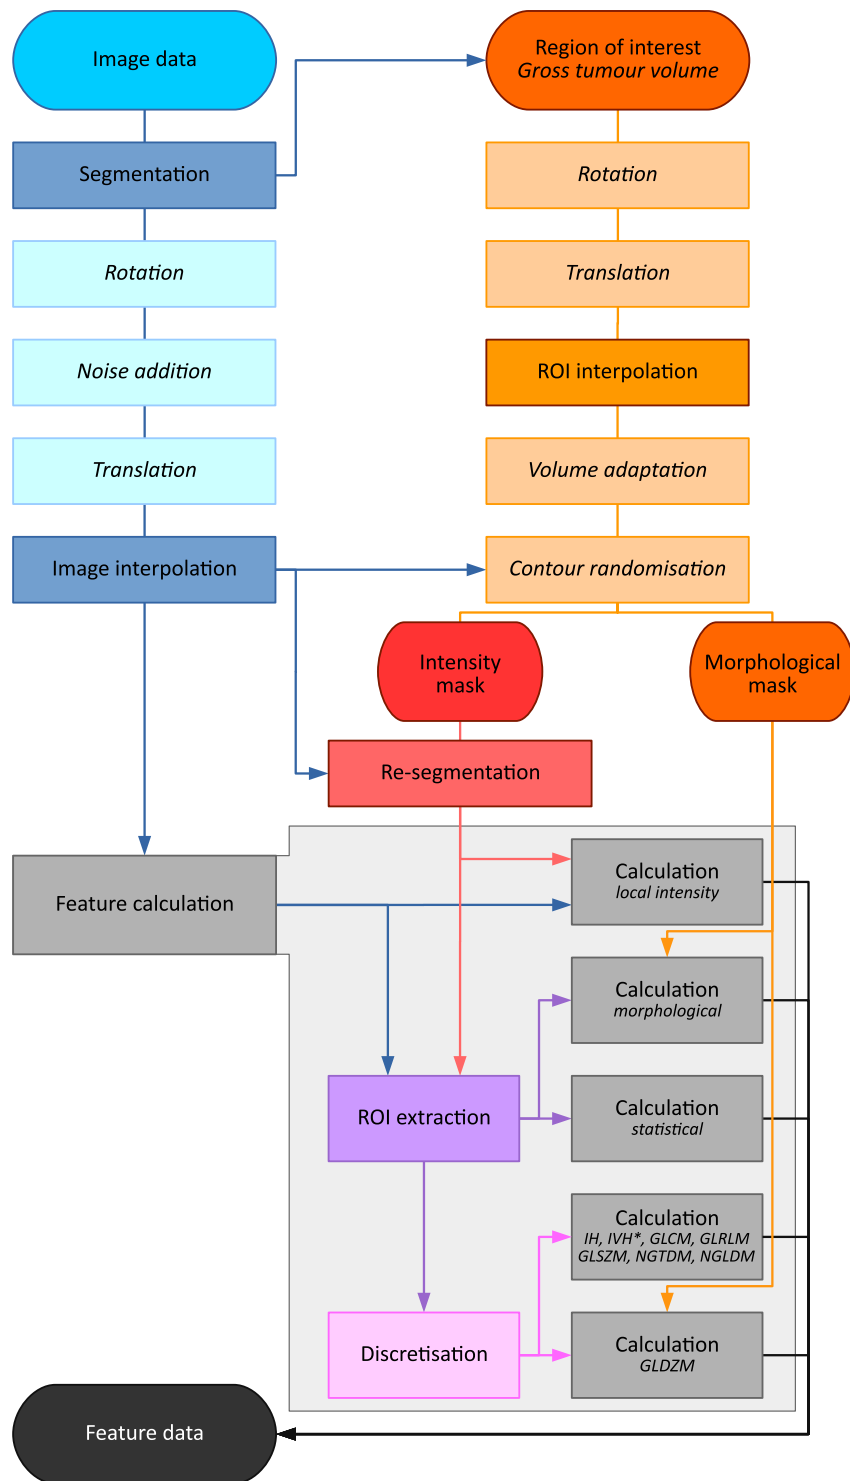 Image data
Region of interest
Gross tumour volume
Segmentation
Rotation
Rotation
Translation
Noise addition
ROI interpolation
Translation
Volume adaptation
Image interpolation
Contour randomisation
Intensity
mask
Morphological
mask
Re-segmentation
Feature calculation
Calculation
local intensity
Calculation
morphological
ROI extraction
Calculation
statistical
Calculation
IH, IVH*, GLCM, GLRLM
GLSZM, NGTDM, NGLDM
Discretisation
Calculation
GLDZM
Feature data